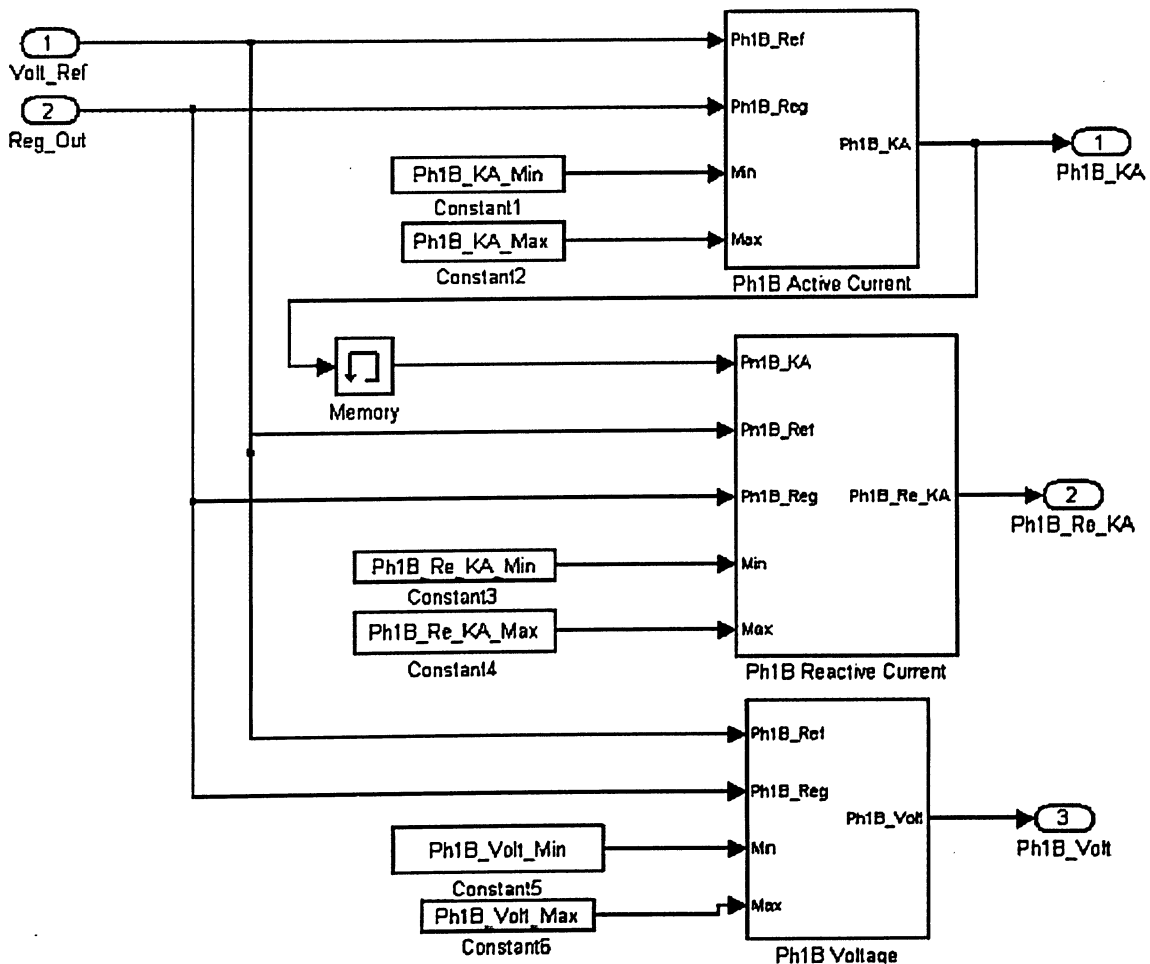 1
Volt_Ref
2
Reg_Out
Ph1B_Ref
Ph1B_Reg
Ph1B_KA_Min
Constant1
Min
Ph1B_KA_Max
Constant2
Max
Ph1B_KA
Ph1B Active Current
1
Ph1B_KA
Memory
Ph1B_KA
Ph1B_Ref
Ph1B_Reg
Ph1B_Re_KA
2
Ph1B_Re_KA
Ph1B_Re_KA_Min
Constant3
Min
Ph1B_Re_KA_Max
Constant4
Max
Ph1B Reactive Current
Ph1B_Ref
Ph1B_Reg
Ph1B_Volt
3
Ph1B_Volt
Ph1B_Volt_Min
Constant5
Min
Ph1B_Volt_Max
Constant6
Max
Ph1B Voltage